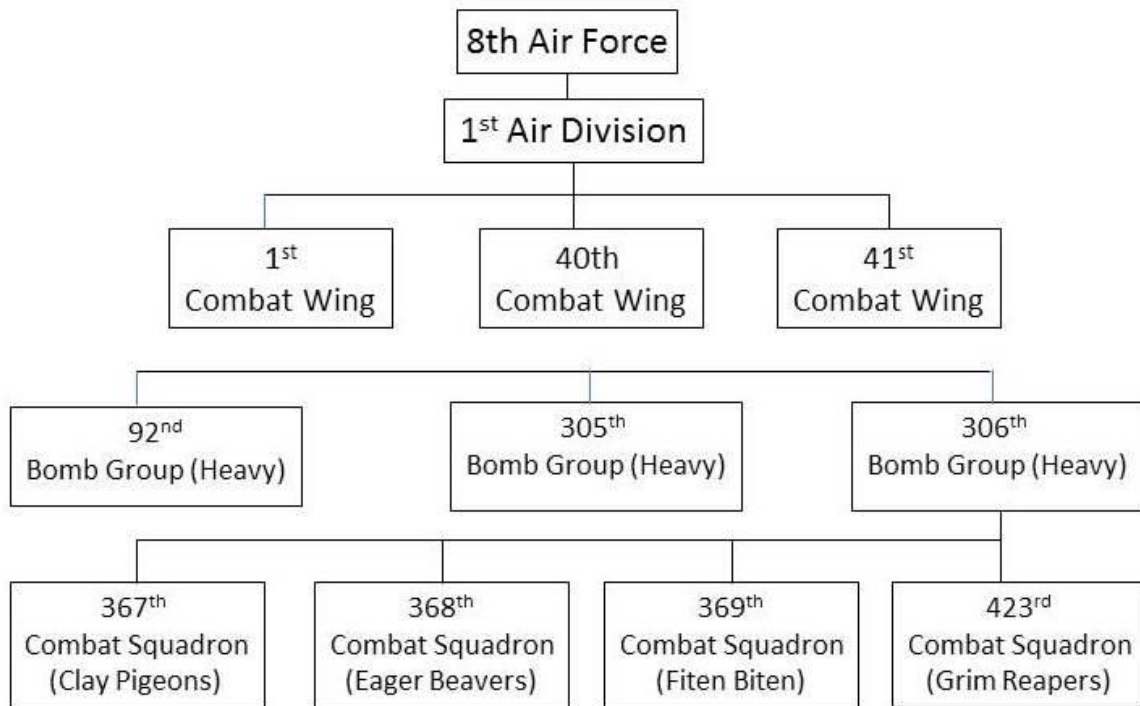 8th Air Force
1st Air Division
1st
Combat Wing
40th
Combat Wing
41st
Combat Wing
92nd
Bomb Group (Heavy)
305th
Bomb Group (Heavy)
306th
Bomb Group (Heavy)
367th
Combat Squadron
(Clay Pigeons)
368th
Combat Squadron
(Eager Beavers)
369th
Combat Squadron
(Fiten Biten)
423rd
Combat Squadron
(Grim Reapers)